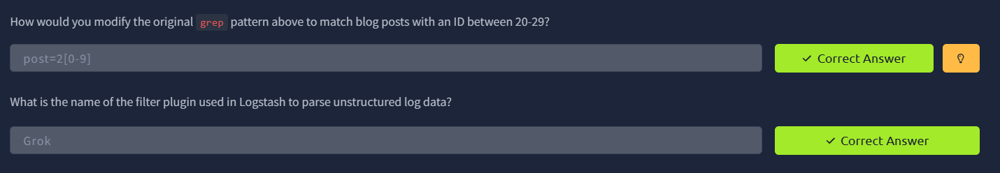 How would you modify the original grep pattern above to match blog posts with an ID between 20-29?
post=2[0-9]
Correct Answer
What is the name of the filter plugin used in Logstash to parse unstructured log data?
Grok
Correct Answer